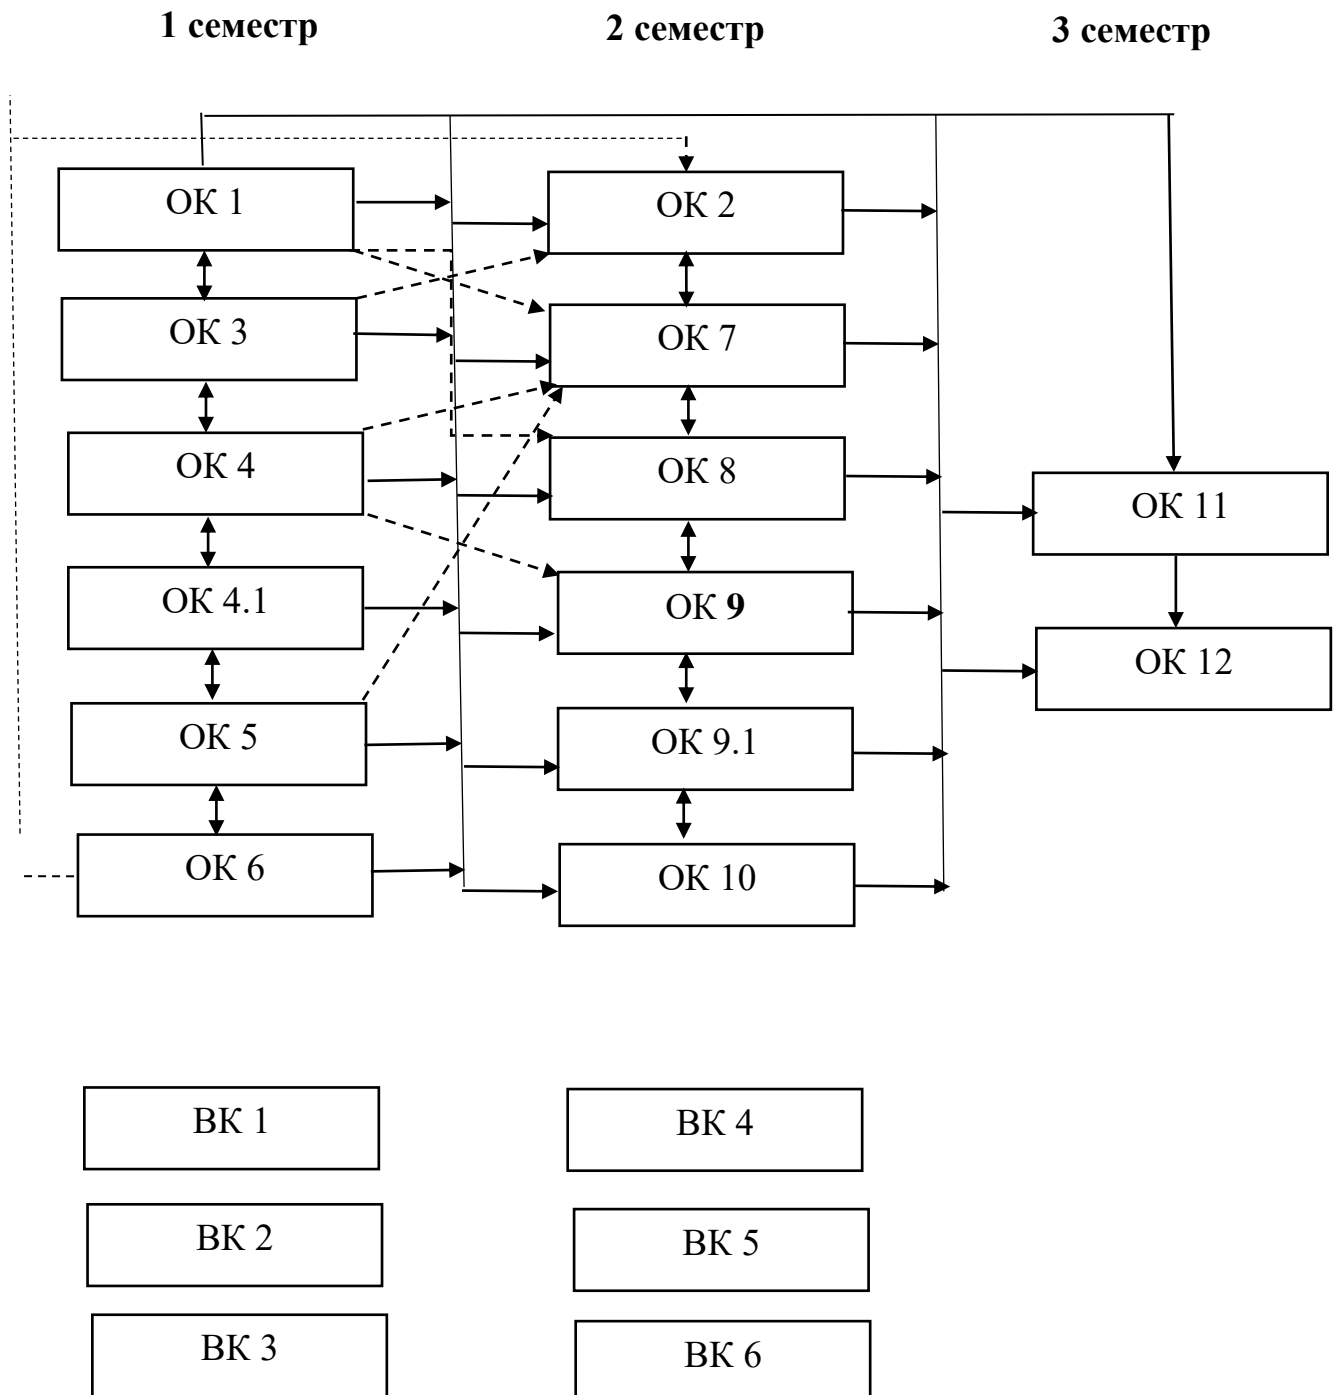 1 семестр
2 семестр
3 семестр
ОК 1
ОК 2
ОК 3
ОК 7
ОК 4
ОК 8
ОК 11
ОК 4.1
ОК 9
ОК 12
ОК 5
ОК 9.1
ОК 6
ОК 10
ВК 1
ВК 4
ВК 2
ВК 5
ВК 3
ВК 6